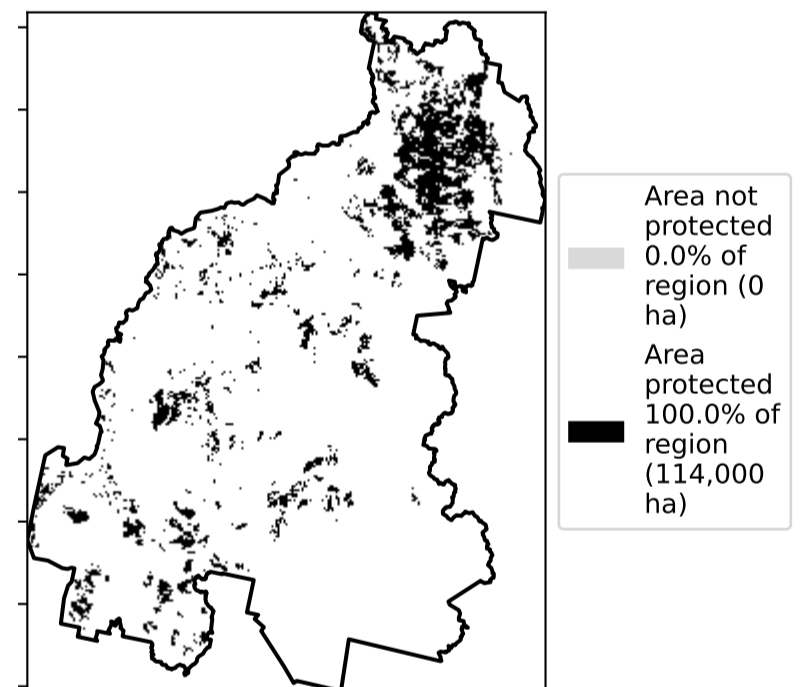 Area not
protected
0.0% of
region (0
ha)
Area
protected
100.0% of
region
(114,000
ha)